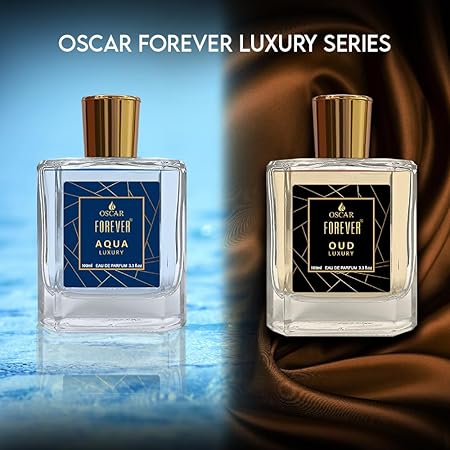 OSCAR FOREVER LUXURY SERIES
OSCAR
FOREVER®
AQUA
LUXURY
100ml EAU DE PARFUM 3.3 fl.oz
OSCAR
FOREVER®
OUD
LUXURY
100ml EAU DE PARFUM 3.3 fl.oz